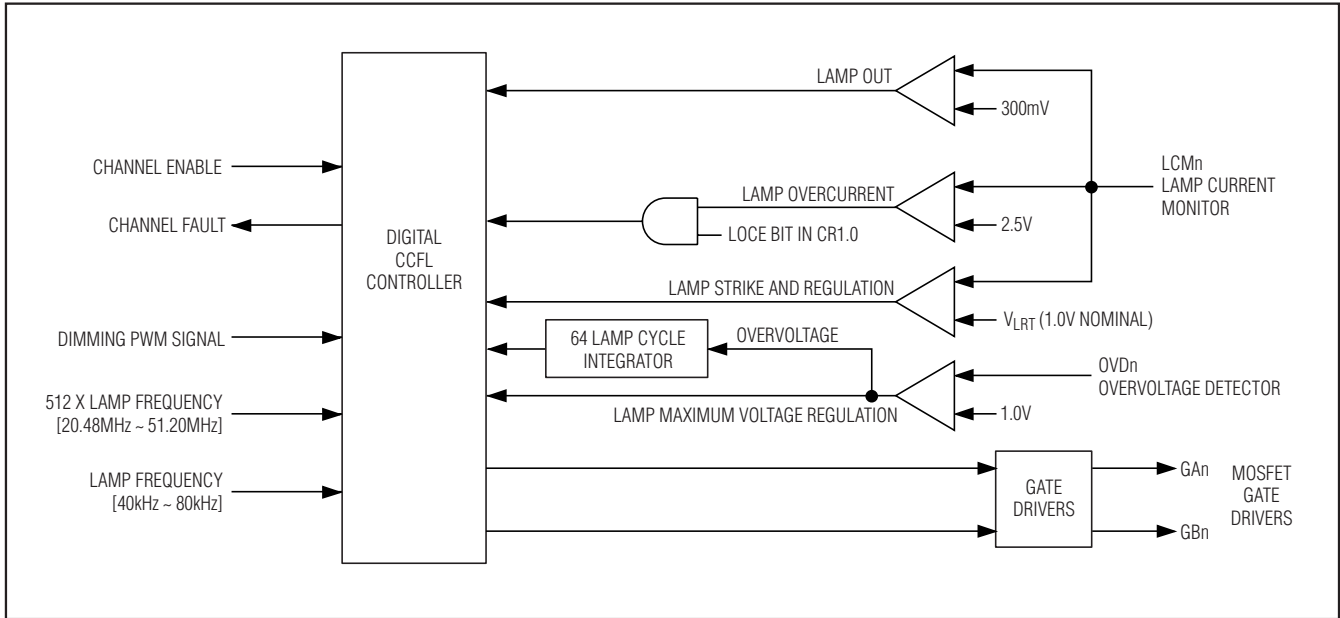 LAMP OUT
300mV
CHANNEL ENABLE
LCMn
LAMP CURRENT
MONITOR
LAMP OVERCURRENT
2.5V
LOCE BIT IN CR1.0
CHANNEL FAULT
DIGITAL
CCFL
CONTROLLER
LAMP STRIKE AND REGULATION
VLRT (1.0V NOMINAL)
DIMMING PWM SIGNAL
64 LAMP CYCLE
INTEGRATOR
OVERVOLTAGE
OVDn
OVERVOLTAGE DETECTOR
512 X LAMP FREQUENCY
[20.48MHz ~ 51.20MHz]
LAMP MAXIMUM VOLTAGE REGULATION
1.0V
LAMP FREQUENCY
[40kHz ~ 80kHz]
GATE
DRIVERS
GAn
GBn
MOSFET
GATE
DRIVERS